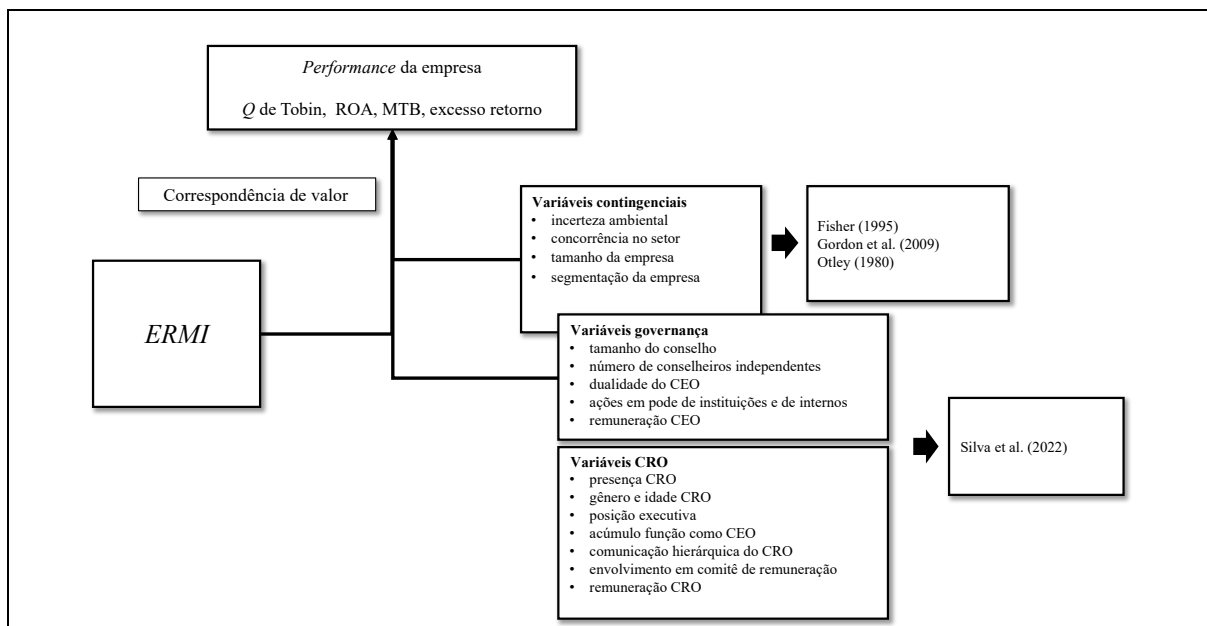 Performance da empresa
Q de Tobin, ROA, MTB, excesso retorno
Correspondência de valor
ERMI
Variáveis contingenciais
• incerteza ambiental
• concorrência no setor
• tamanho da empresa
• segmentação da empresa
Fisher (1995)
Gordon et al. (2009)
Otley (1980)
Variáveis governança
• tamanho do conselho
• número de conselheiros independentes
• dualidade do CEO
• ações em pode de instituições e de internos
• remuneração CEO
Variáveis CRO
• presença CRO
• gênero e idade CRO
• posição executiva
• acúmulo função como CEO
• comunicação hierárquica do CRO
• envolvimento em comitê de remuneração
• remuneração CRO
Silva et al. (2022)